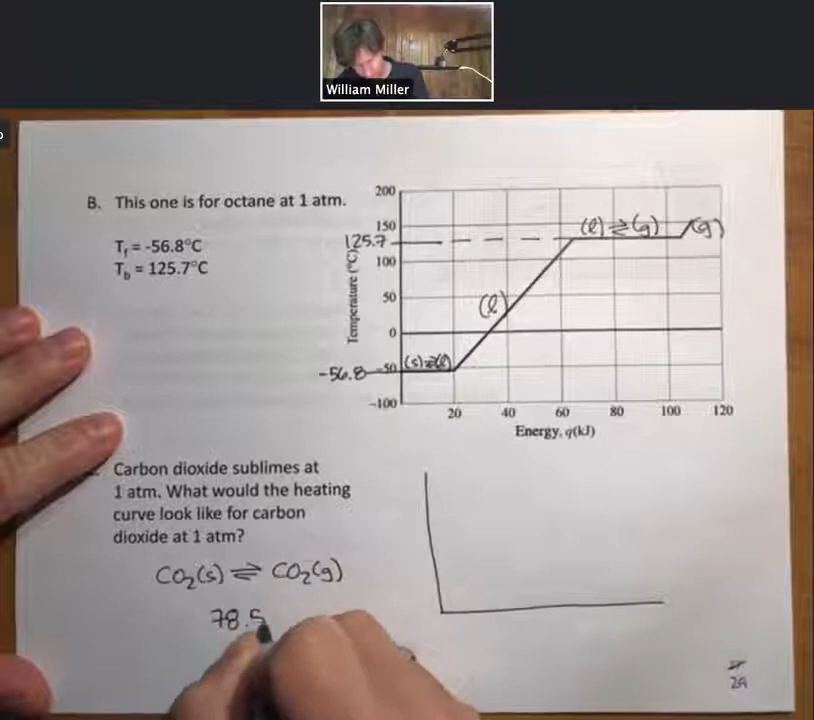 William Miller
B. This one is for octane at 1 atm.
Tf = -56.8°C
Tb = 125.7°C
200
150
125.7
100
50
0
-50
-56.8
-100
Temperature (°C)
(s)⇌(l)
(l)
(l)⇌(g)
(g)
20 40 60 80 100 120
Energy, q(kJ)
Carbon dioxide sublimes at
1 atm. What would the heating
curve look like for carbon
dioxide at 1 atm?
CO2(s) ⇌ CO2(g)
78.5
29